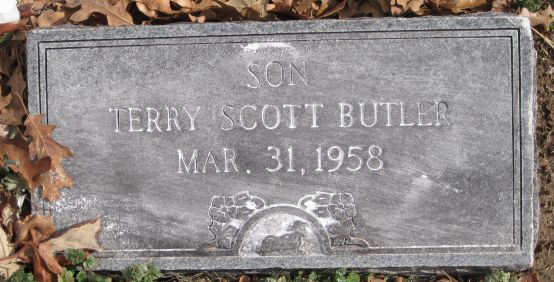 SON
TERRY SCOTT BUTLER
MAR. 31, 1958